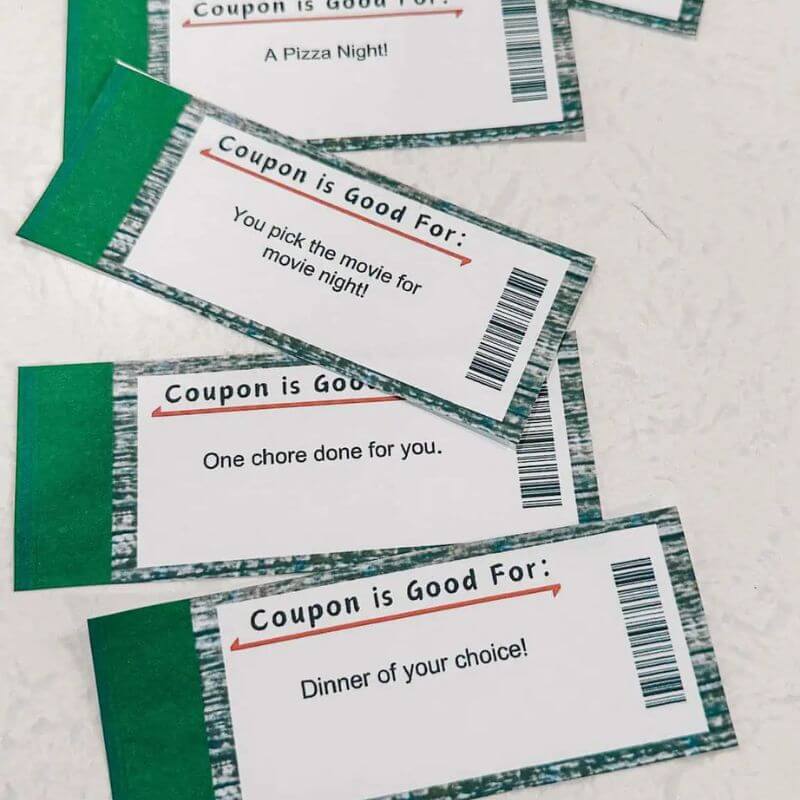 Coupon is Good For:
A Pizza Night!
Coupon is Good For:
You pick the movie for
movie night!
Coupon is Goo
One chore done for you.
Coupon is Good For:
Dinner of your choice!